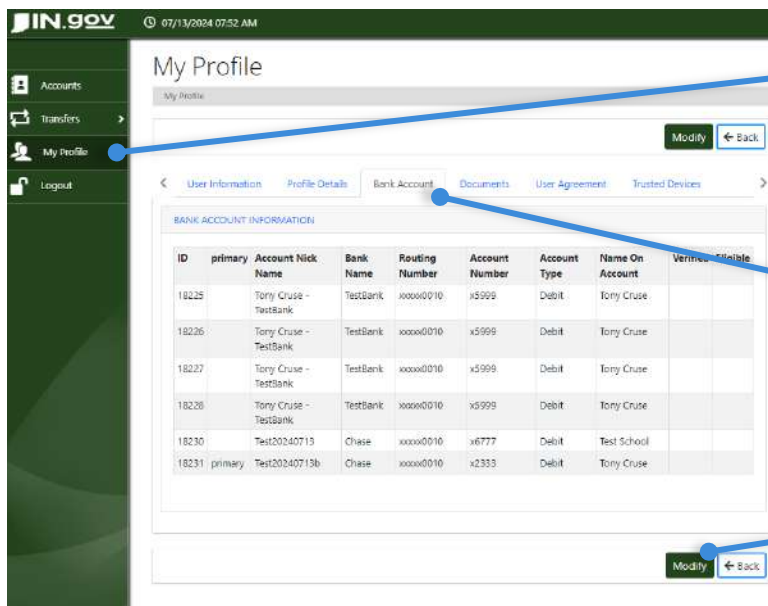 IN.gov
07/13/2024 07:52 AM
Accounts
Transfers
My Profile
Logout
My Profile
My Profile
Modify ← Back
User Information Profile Details Bank Account Documents User Agreement Trusted Devices
BANK ACCOUNT INFORMATION
ID primary Account Nick Name Bank Name Routing Number Account Number Account Type Name On Account Verified Eligible
18225 Tony Cruse - TestBank TestBank xxxxx0010 x5999 Debit Tony Cruse
18226 Tony Cruse - TestBank TestBank xxxxx0010 x5999 Debit Tony Cruse
18227 Tony Cruse - TestBank TestBank xxxxx0010 x5999 Debit Tony Cruse
18228 Tony Cruse - TestBank TestBank xxxxx0010 x5999 Debit Tony Cruse
18230 Test20240713 Chase xxxxx0010 x6777 Debit Test School
18231 primary Test20240713b Chase xxxxx0010 x2333 Debit Tony Cruse
Modify ← Back